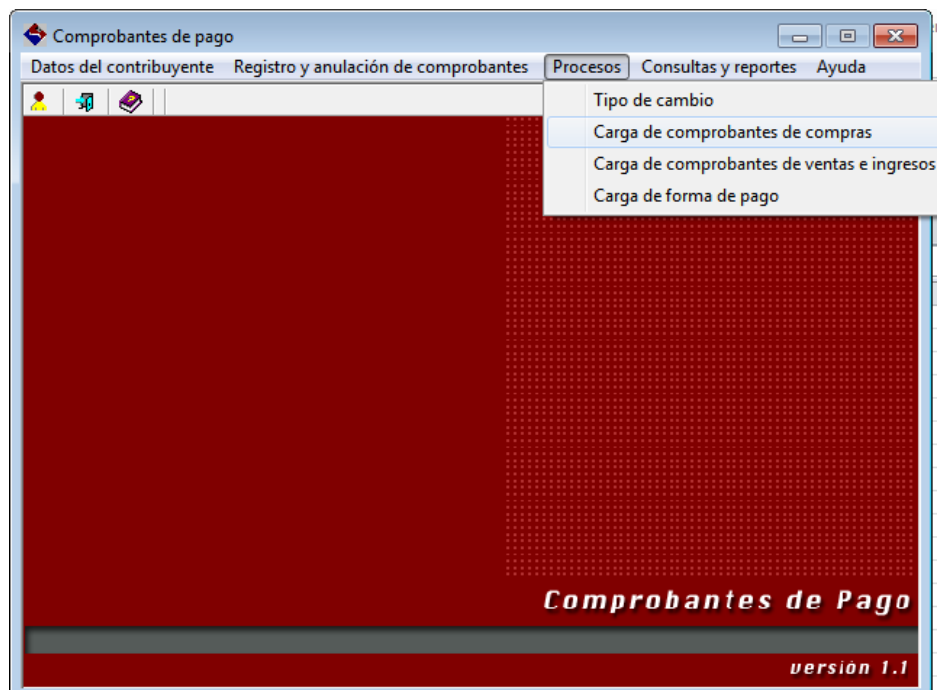 Comprobantes de pago
Datos del contribuyente Registro y anulación de comprobantes Procesos Consultas y reportes Ayuda
Tipo de cambio
Carga de comprobantes de compras
Carga de comprobantes de ventas e ingresos
Carga de forma de pago
Comprobantes de Pago
versión 1.1